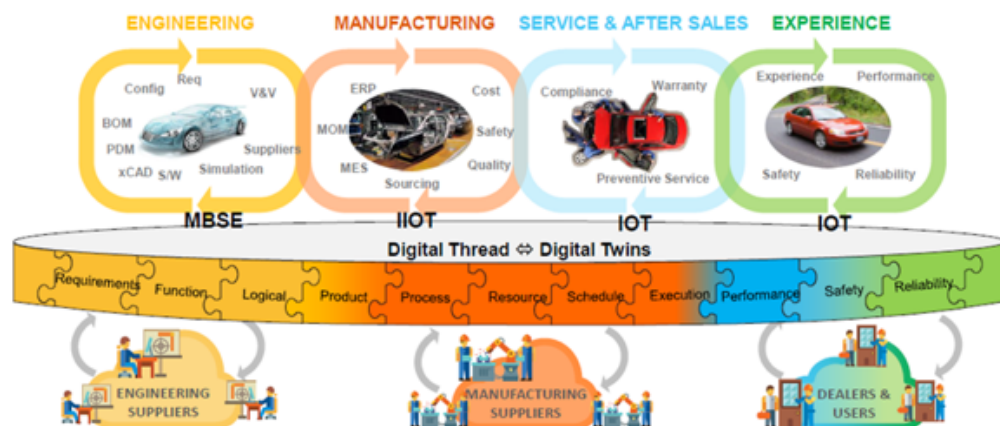 ENGINEERING
MANUFACTURING
SERVICE & AFTER SALES
EXPERIENCE
Config
Req
V&V
BOM
PDM
Suppliers
xCAD
S/W
Simulation
MBSE
ERP
Cost
MOM
Safety
MES
Quality
Sourcing
IIOT
Compliance
Warranty
Preventive Service
IOT
Experience
Performance
Safety
Reliability
IOT
Digital Thread ⇔ Digital Twins
Requirements
Function
Logical
Product
Process
Resource
Schedule
Execution
Performance
Safety
Reliability
ENGINEERING
SUPPLIERS
MANUFACTURING
SUPPLIERS
DEALERS &
USERS